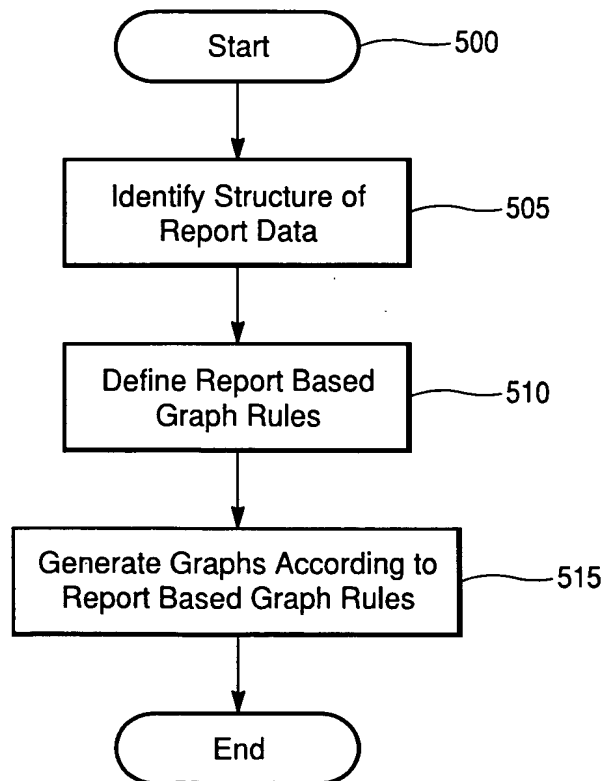 Start
500
Identify Structure of
Report Data
505
Define Report Based
Graph Rules
510
Generate Graphs According to
Report Based Graph Rules
515
End